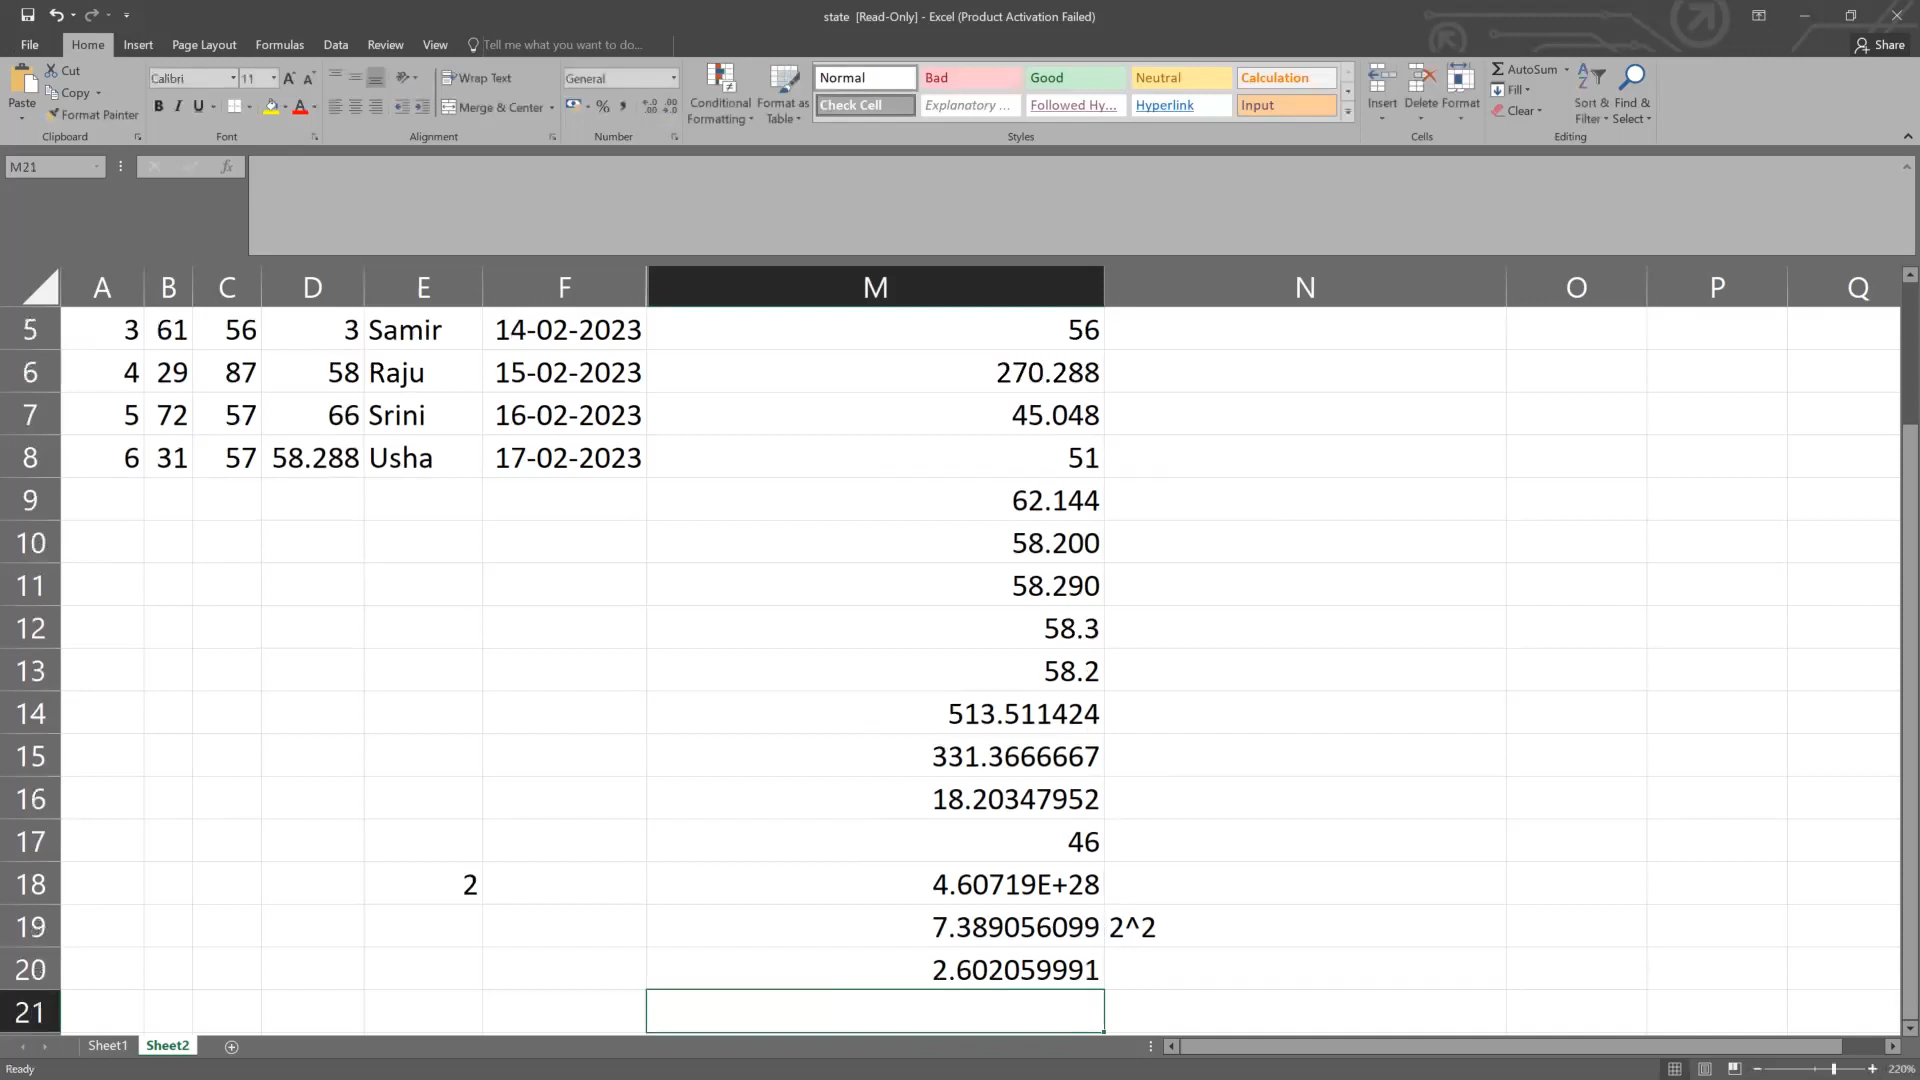 state [Read-Only] - Excel (Product Activation Failed)
File Home Insert Page Layout Formulas Data Review View Tell me what you want to do... Share
Paste Cut Copy Format Painter Clipboard
Calibri 11 A A B I U A Font
Wrap Text Merge & Center Alignment
General % , Number
Conditional Formatting Format as Table
Normal Bad Good Neutral Calculation
Check Cell Explanatory ... Followed Hy... Hyperlink Input
Styles
Insert Delete Format Cells
AutoSum Fill Clear Sort & Filter Find & Select Editing
M21 fx
A B C D E F M N O P Q
5 3 61 56 3 Samir 14-02-2023 56
6 4 29 87 58 Raju 15-02-2023 270.288
7 5 72 57 66 Srini 16-02-2023 45.048
8 6 31 57 58.288 Usha 17-02-2023 51
9 62.144
10 58.200
11 58.290
12 58.3
13 58.2
14 513.511424
15 331.3666667
16 18.20347952
17 46
18 2 4.60719E+28
19 7.389056099 2^2
20 2.602059991
21
Sheet1 Sheet2
Ready 220%